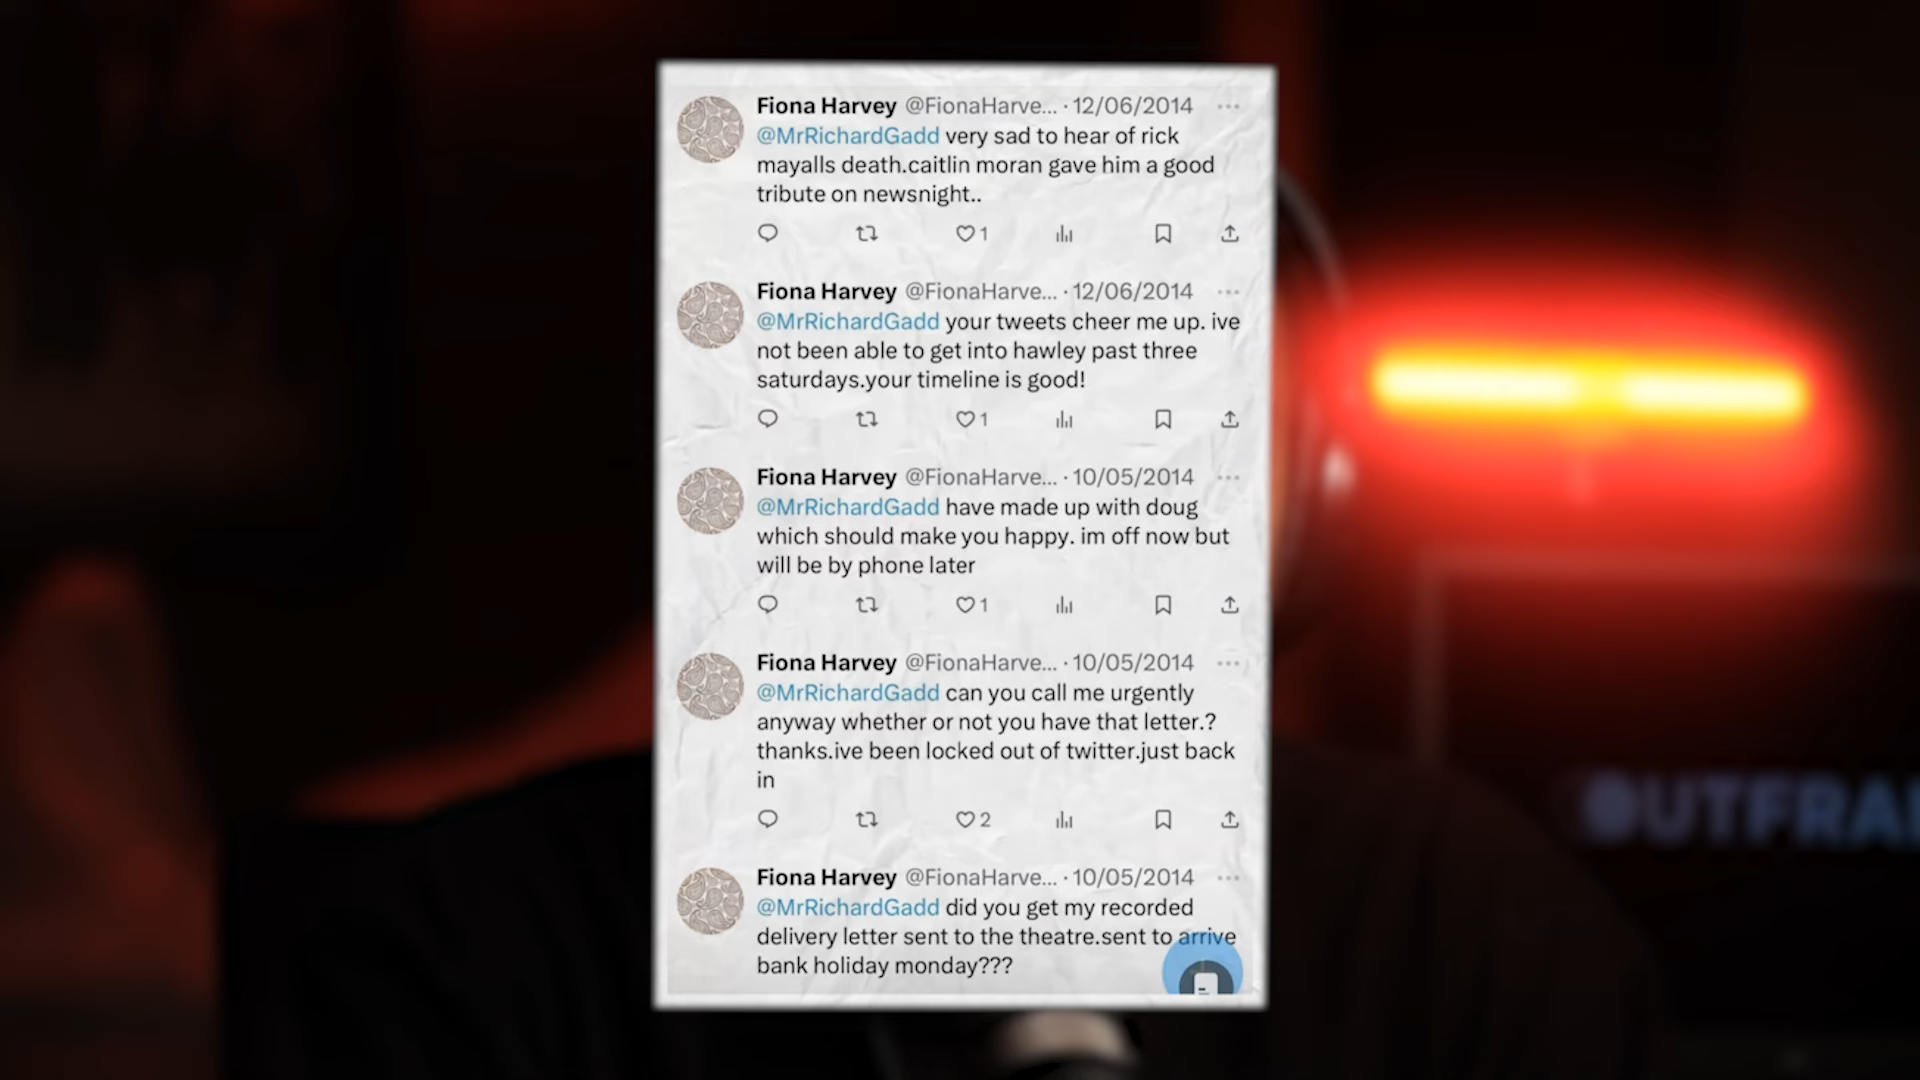 Fiona Harvey @FionaHarve... · 12/06/2014
@MrRichardGadd very sad to hear of rick
mayalls death.caitlin moran gave him a good
tribute on newsnight..
1
Fiona Harvey @FionaHarve... · 12/06/2014
@MrRichardGadd your tweets cheer me up. ive
not been able to get into hawley past three
saturdays.your timeline is good!
1
Fiona Harvey @FionaHarve... · 10/05/2014
@MrRichardGadd have made up with doug
which should make you happy. im off now but
will be by phone later
1
Fiona Harvey @FionaHarve... · 10/05/2014
@MrRichardGadd can you call me urgently
anyway whether or not you have that letter.?
thanks.ive been locked out of twitter.just back
in
2
Fiona Harvey @FionaHarve... · 10/05/2014
@MrRichardGadd did you get my recorded
delivery letter sent to the theatre.sent to arrive
bank holiday monday???
OUTFRA